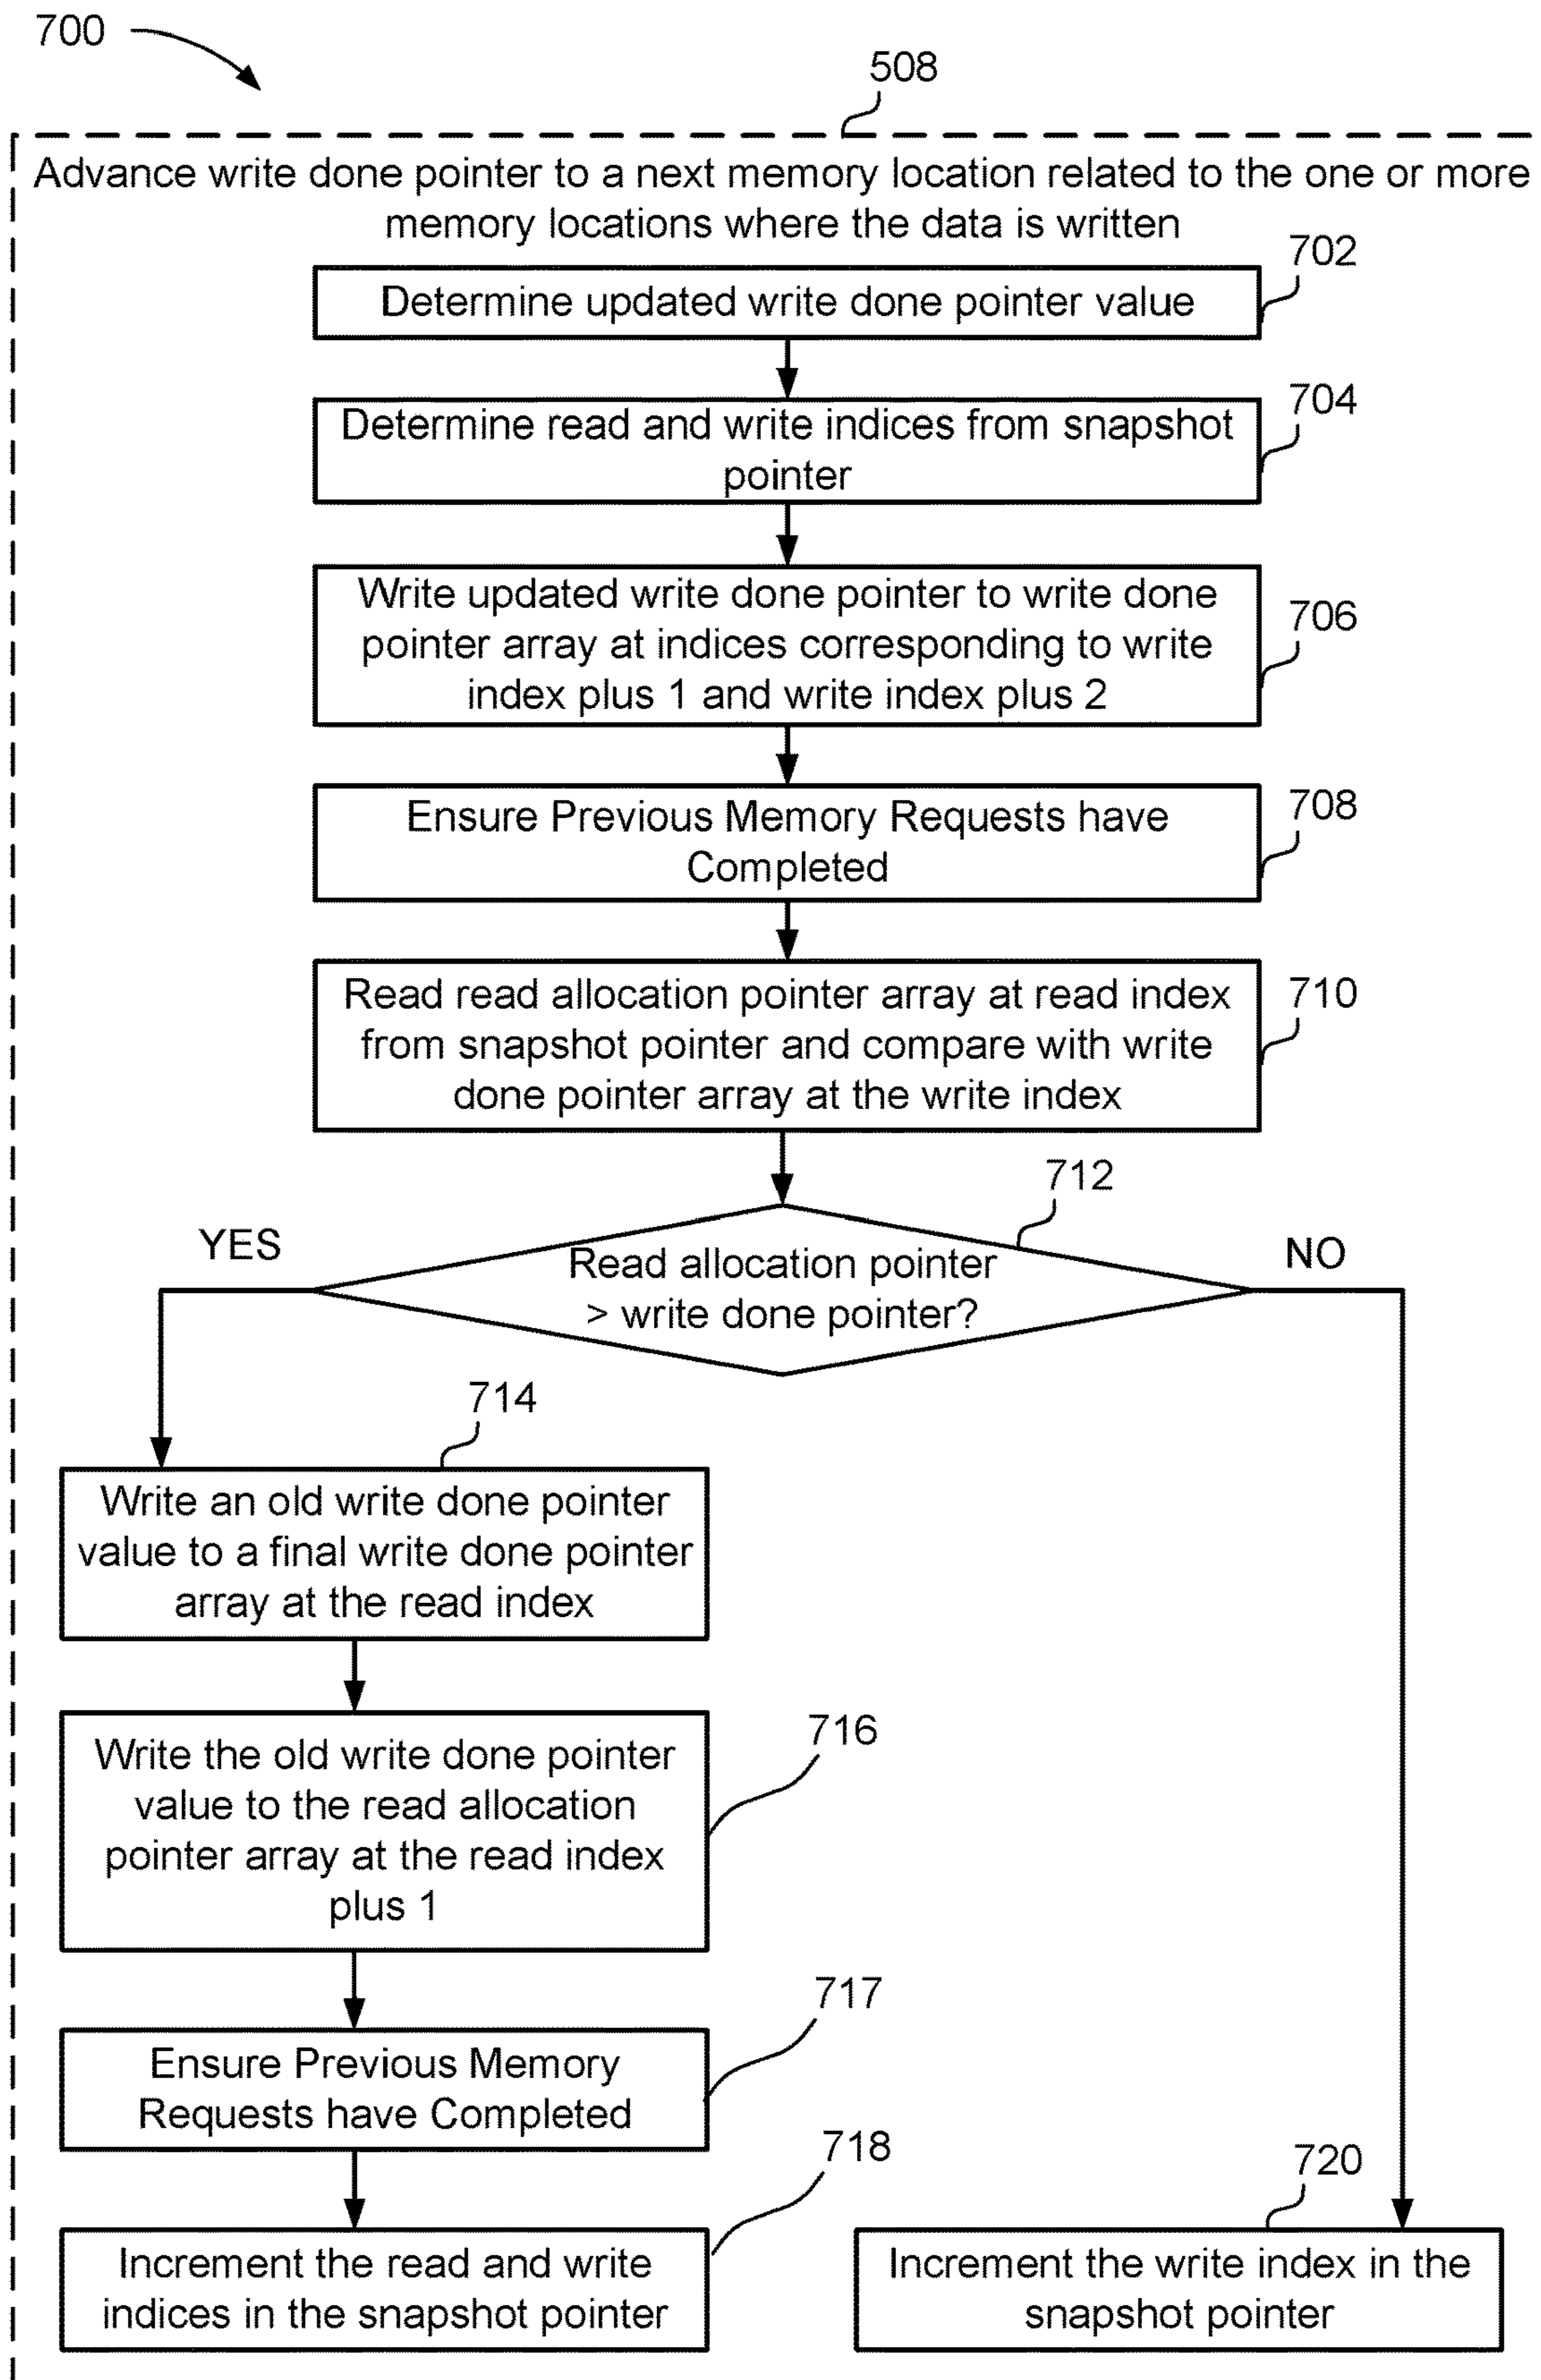 700
508
Advance write done pointer to a next memory location related to the one or more
memory locations where the data is written
702
Determine updated write done pointer value
704
Determine read and write indices from snapshot
pointer
706
Write updated write done pointer to write done
pointer array at indices corresponding to write
index plus 1 and write index plus 2
708
Ensure Previous Memory Requests have
Completed
710
Read read allocation pointer array at read index
from snapshot pointer and compare with write
done pointer array at the write index
712
YES
NO
Read allocation pointer
> write done pointer?
714
Write an old write done pointer
value to a final write done pointer
array at the read index
716
Write the old write done pointer
value to the read allocation
pointer array at the read index
plus 1
717
Ensure Previous Memory
Requests have Completed
718
Increment the read and write
indices in the snapshot pointer
720
Increment the write index in the
snapshot pointer